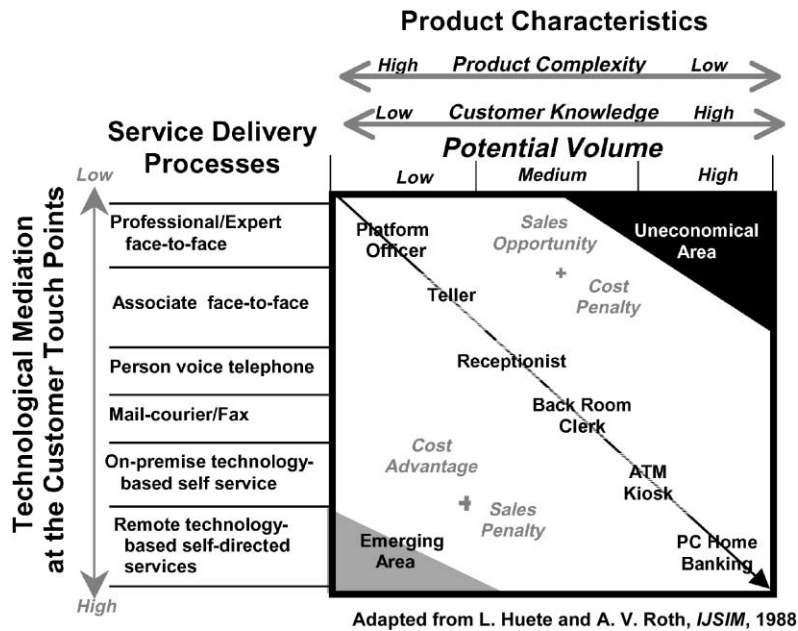 Product Characteristics
High Product Complexity Low
Low Customer Knowledge High
Service Delivery
Processes
Potential Volume
Low Medium High
Technological Mediation
at the Customer Touch Points
Low
High
Professional/Expert
face-to-face
Associate face-to-face
Person voice telephone
Mail-courier/Fax
On-premise technology-
based self service
Remote technology-
based self-directed
services
Platform
Officer
Teller
Receptionist
Back Room
Clerk
ATM
Kiosk
PC Home
Banking
Sales
Opportunity
+
Cost
Penalty
Uneconomical
Area
Cost
Advantage
+
Sales
Penalty
Emerging
Area
Adapted from L. Huete and A. V. Roth, IJSIM, 1988